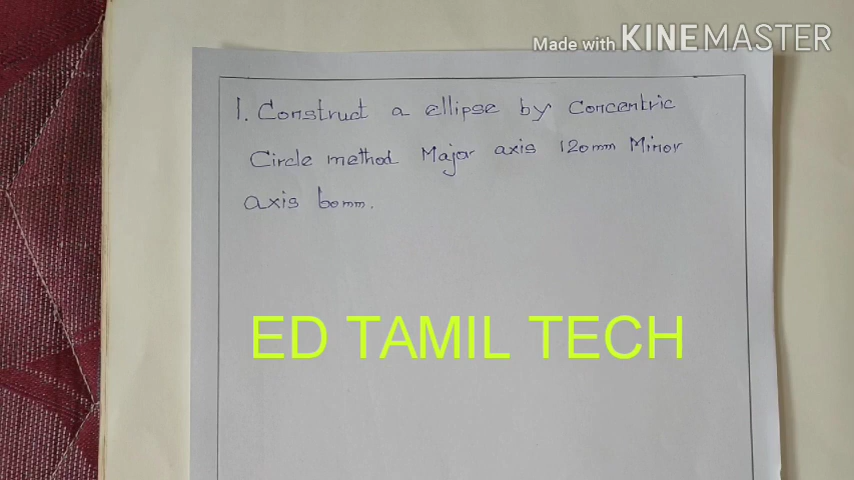 Made with KINEMASTER
1. Construct a ellipse by Concentric
Circle method Major axis 120mm Minor
axis 60mm.
ED TAMIL TECH